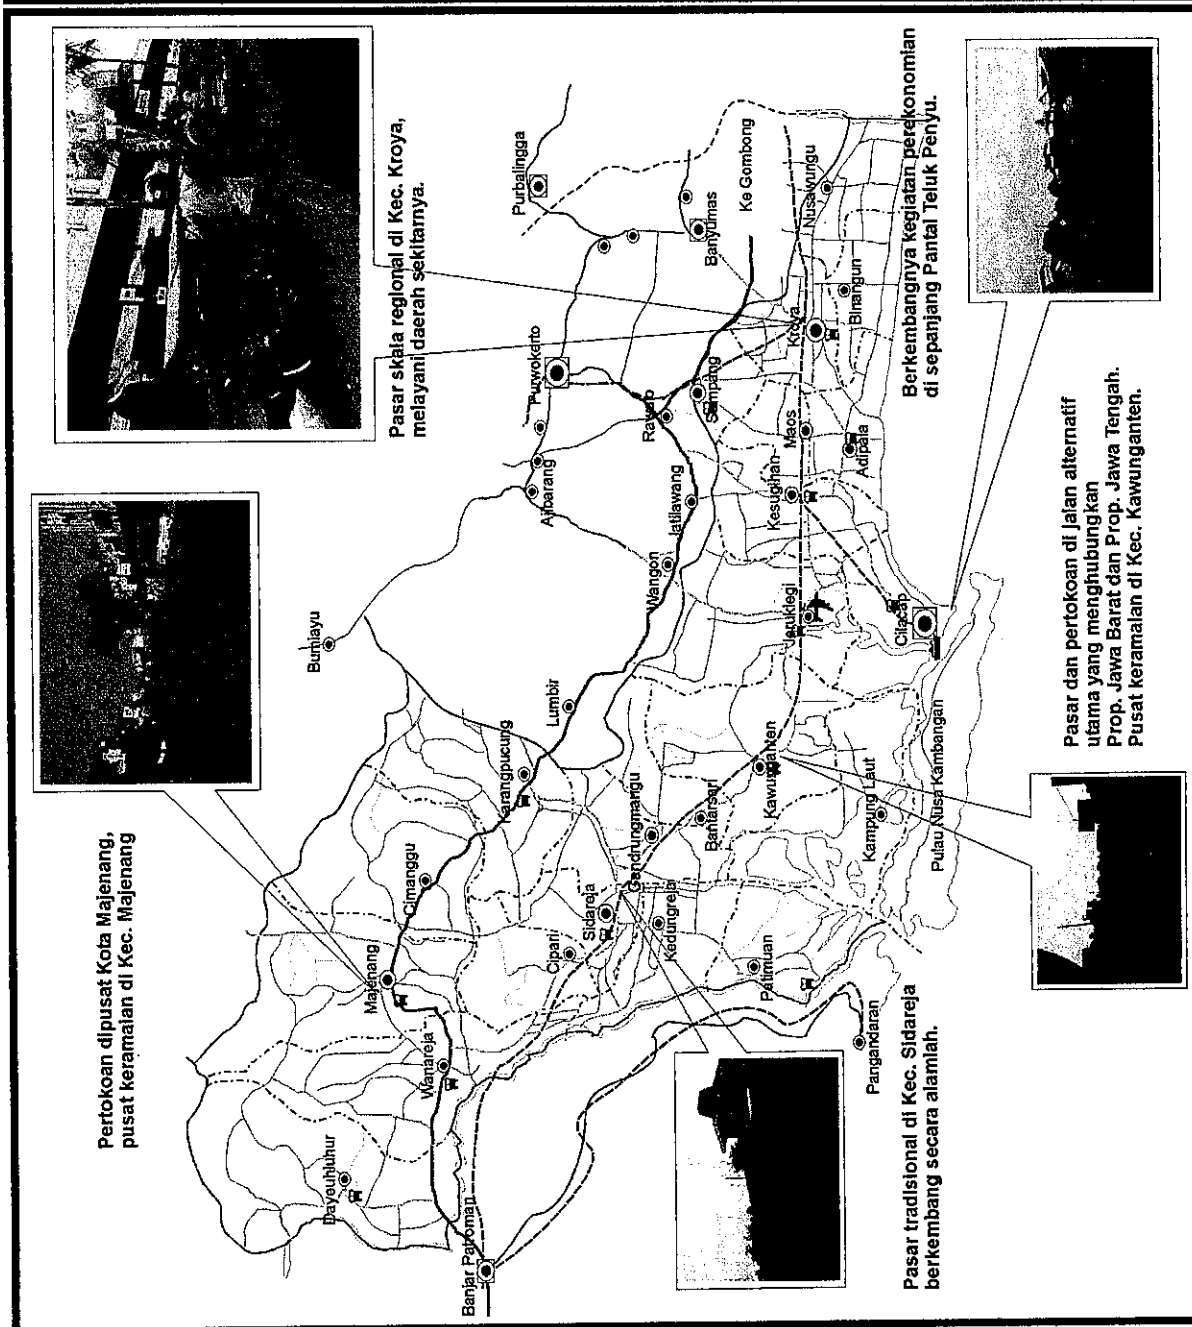 Pertokoan dipusat Kota Majenang,
pusat keramaian di Kec. Majenang
Pasar skala regional di Kec. Kroya,
melayani daerah sekitarnya.
Berkembangnya kegiatan perekonomian
di sepanjang Pantai Teluk Penyu.
Pasar dan pertokoan di jalan alternatif
utama yang menghubungkan
Prop. Jawa Barat dan Prop. Jawa Tengah.
Pusat keramaian di Kec. Kawunganten.
Pasar tradisional di Kec. Sidareja
berkembang secara alamiah.
Bumiayu
Purbalingga
Purwokerto
Ajibarang
Banyumas
Ke Gombong
Rawalo
Sampang
Jatilawang
Wangon
Lumbir
Karangpucung
Cimanggu
Majenang
Wanareja
Dayeuhluhur
Banjar Patroman
Cipari
Sidareja
Gandrungmangu
Kedungreja
Bantarsari
Patimuan
Kawunganten
Kampung Laut
Pangandaran
Pulau Nusa Kambangan
Jeruklegi
Cilacap
Kesugihan
Maos
Adipala
Kroya
Binangun
Nusawungu